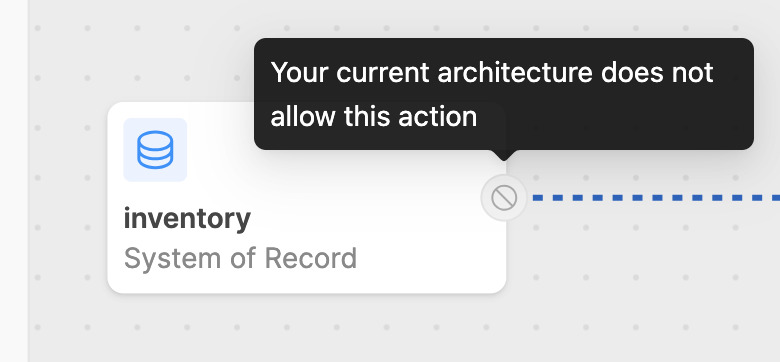 Your current architecture does not
allow this action
inventory
System of Record